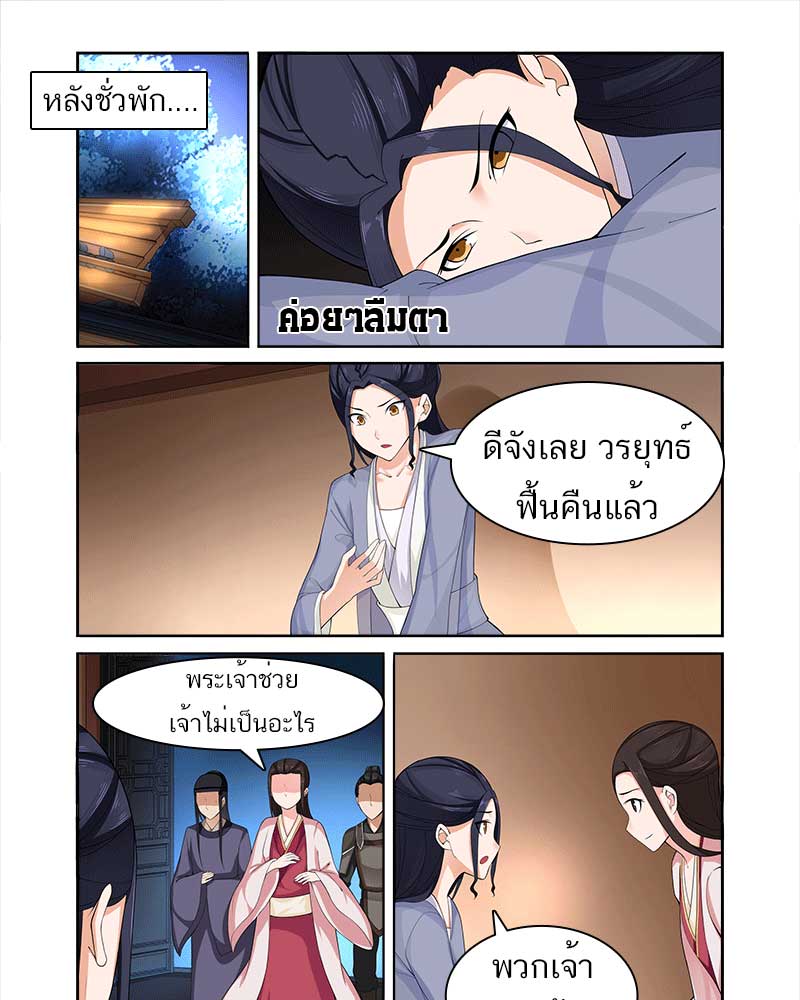 หลังชั่วพัก....
ค่อยๆลืมตา
ดีจังเลย วรยุทธ์
ฟื้นคืนแล้ว
พระเจ้าช่วย
เจ้าไม่เป็นอะไร
พวกเจ้า